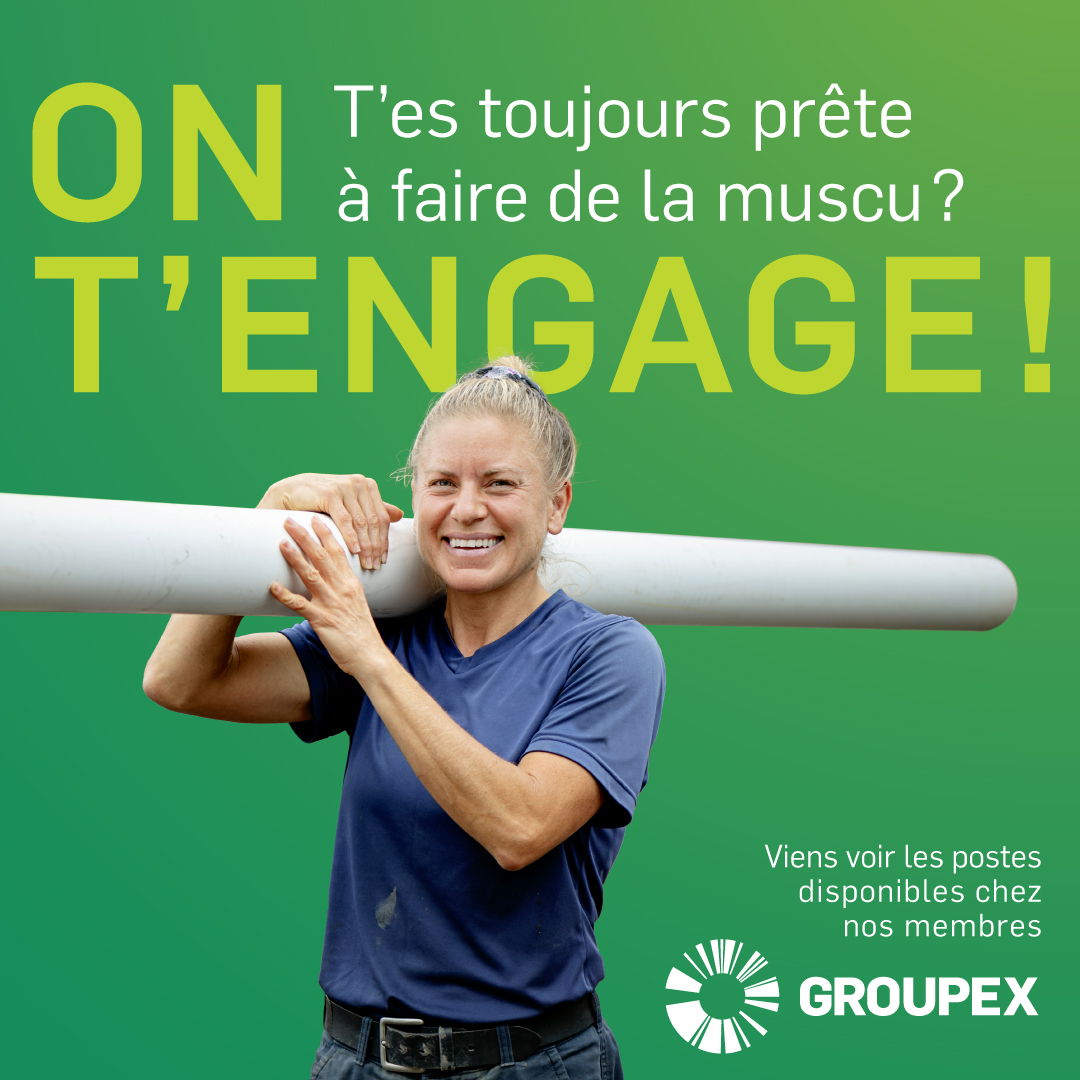 ON
T'es toujours prête
à faire de la muscu ?
T'ENGAGE !
Viens voir les postes
disponibles chez
nos membres
GROUPEX